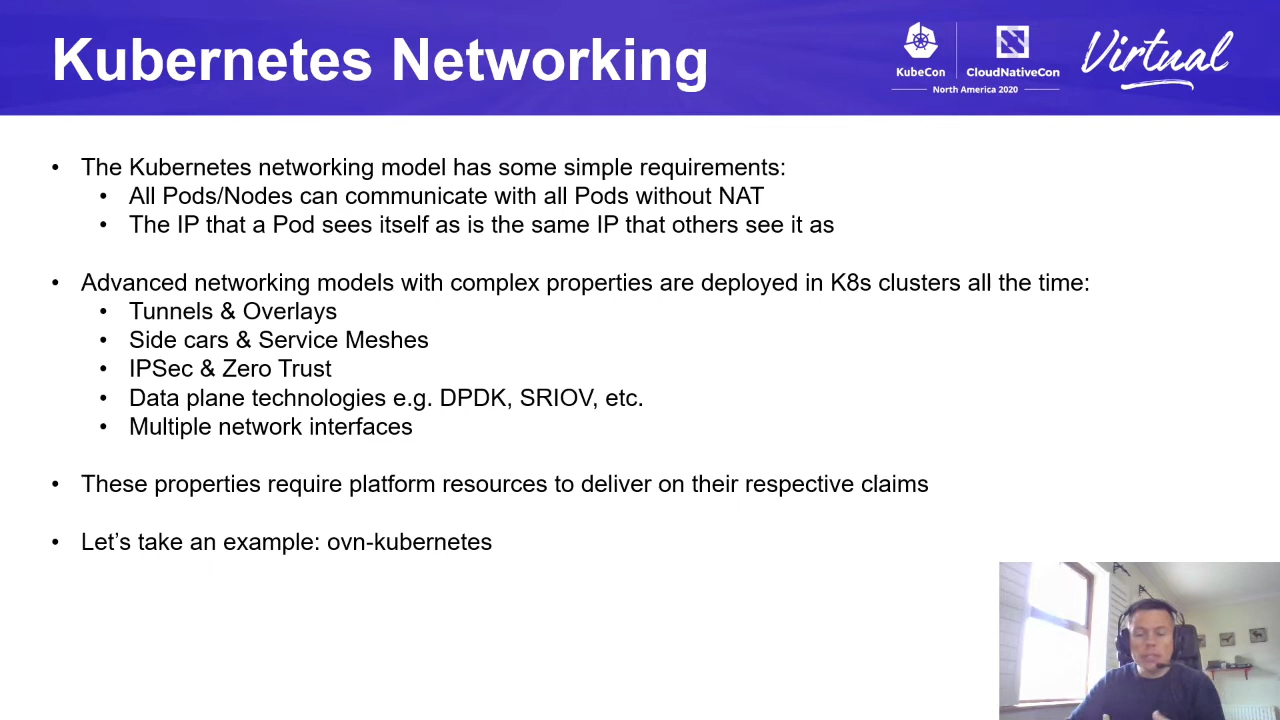 Kubernetes Networking
KubeCon
CloudNativeCon
North America 2020
Virtual
• The Kubernetes networking model has some simple requirements:
• All Pods/Nodes can communicate with all Pods without NAT
• The IP that a Pod sees itself as is the same IP that others see it as
• Advanced networking models with complex properties are deployed in K8s clusters all the time:
• Tunnels & Overlays
• Side cars & Service Meshes
• IPSec & Zero Trust
• Data plane technologies e.g. DPDK, SRIOV, etc.
• Multiple network interfaces
• These properties require platform resources to deliver on their respective claims
• Let’s take an example: ovn-kubernetes